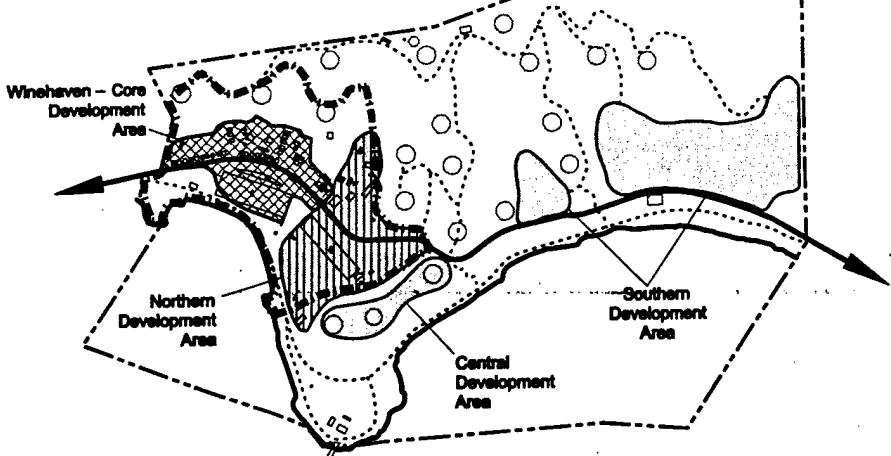 Winehaven – Core
Development
Area
Northern
Development
Area
Central
Development
Area
Southern
Development
Area